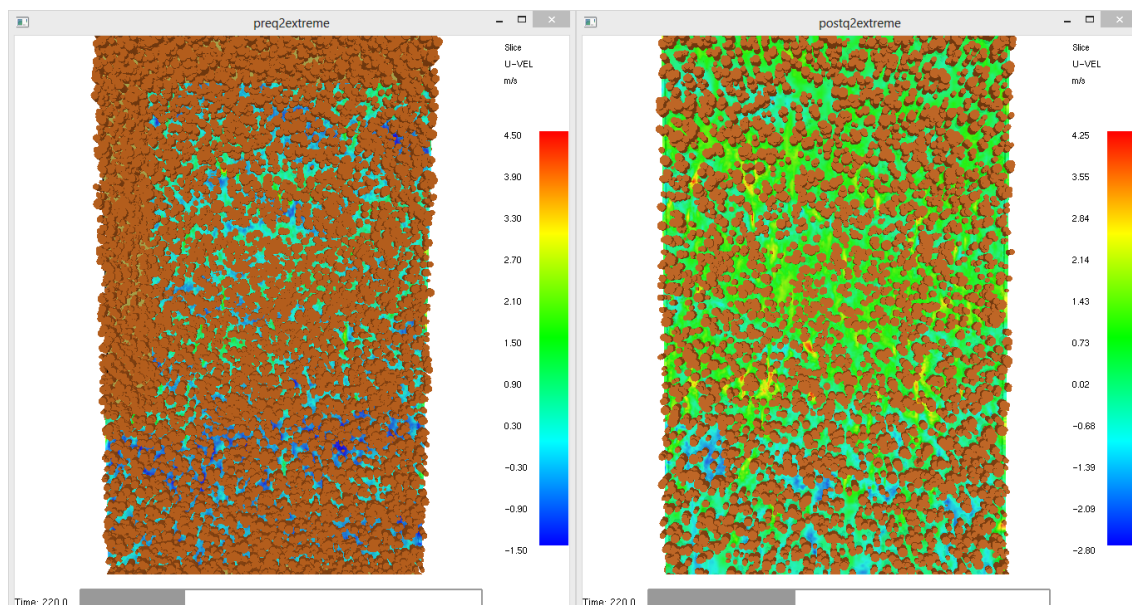 preq2extreme
Slice
U-VEL
m/s
4.50
3.90
3.30
2.70
2.10
1.50
0.90
0.30
-0.30
-0.90
-1.50
Time: 220.0
postq2extreme
Slice
U-VEL
m/s
4.25
3.55
2.84
2.14
1.43
0.73
0.02
-0.68
-1.39
-2.09
-2.80
Time: 220.0